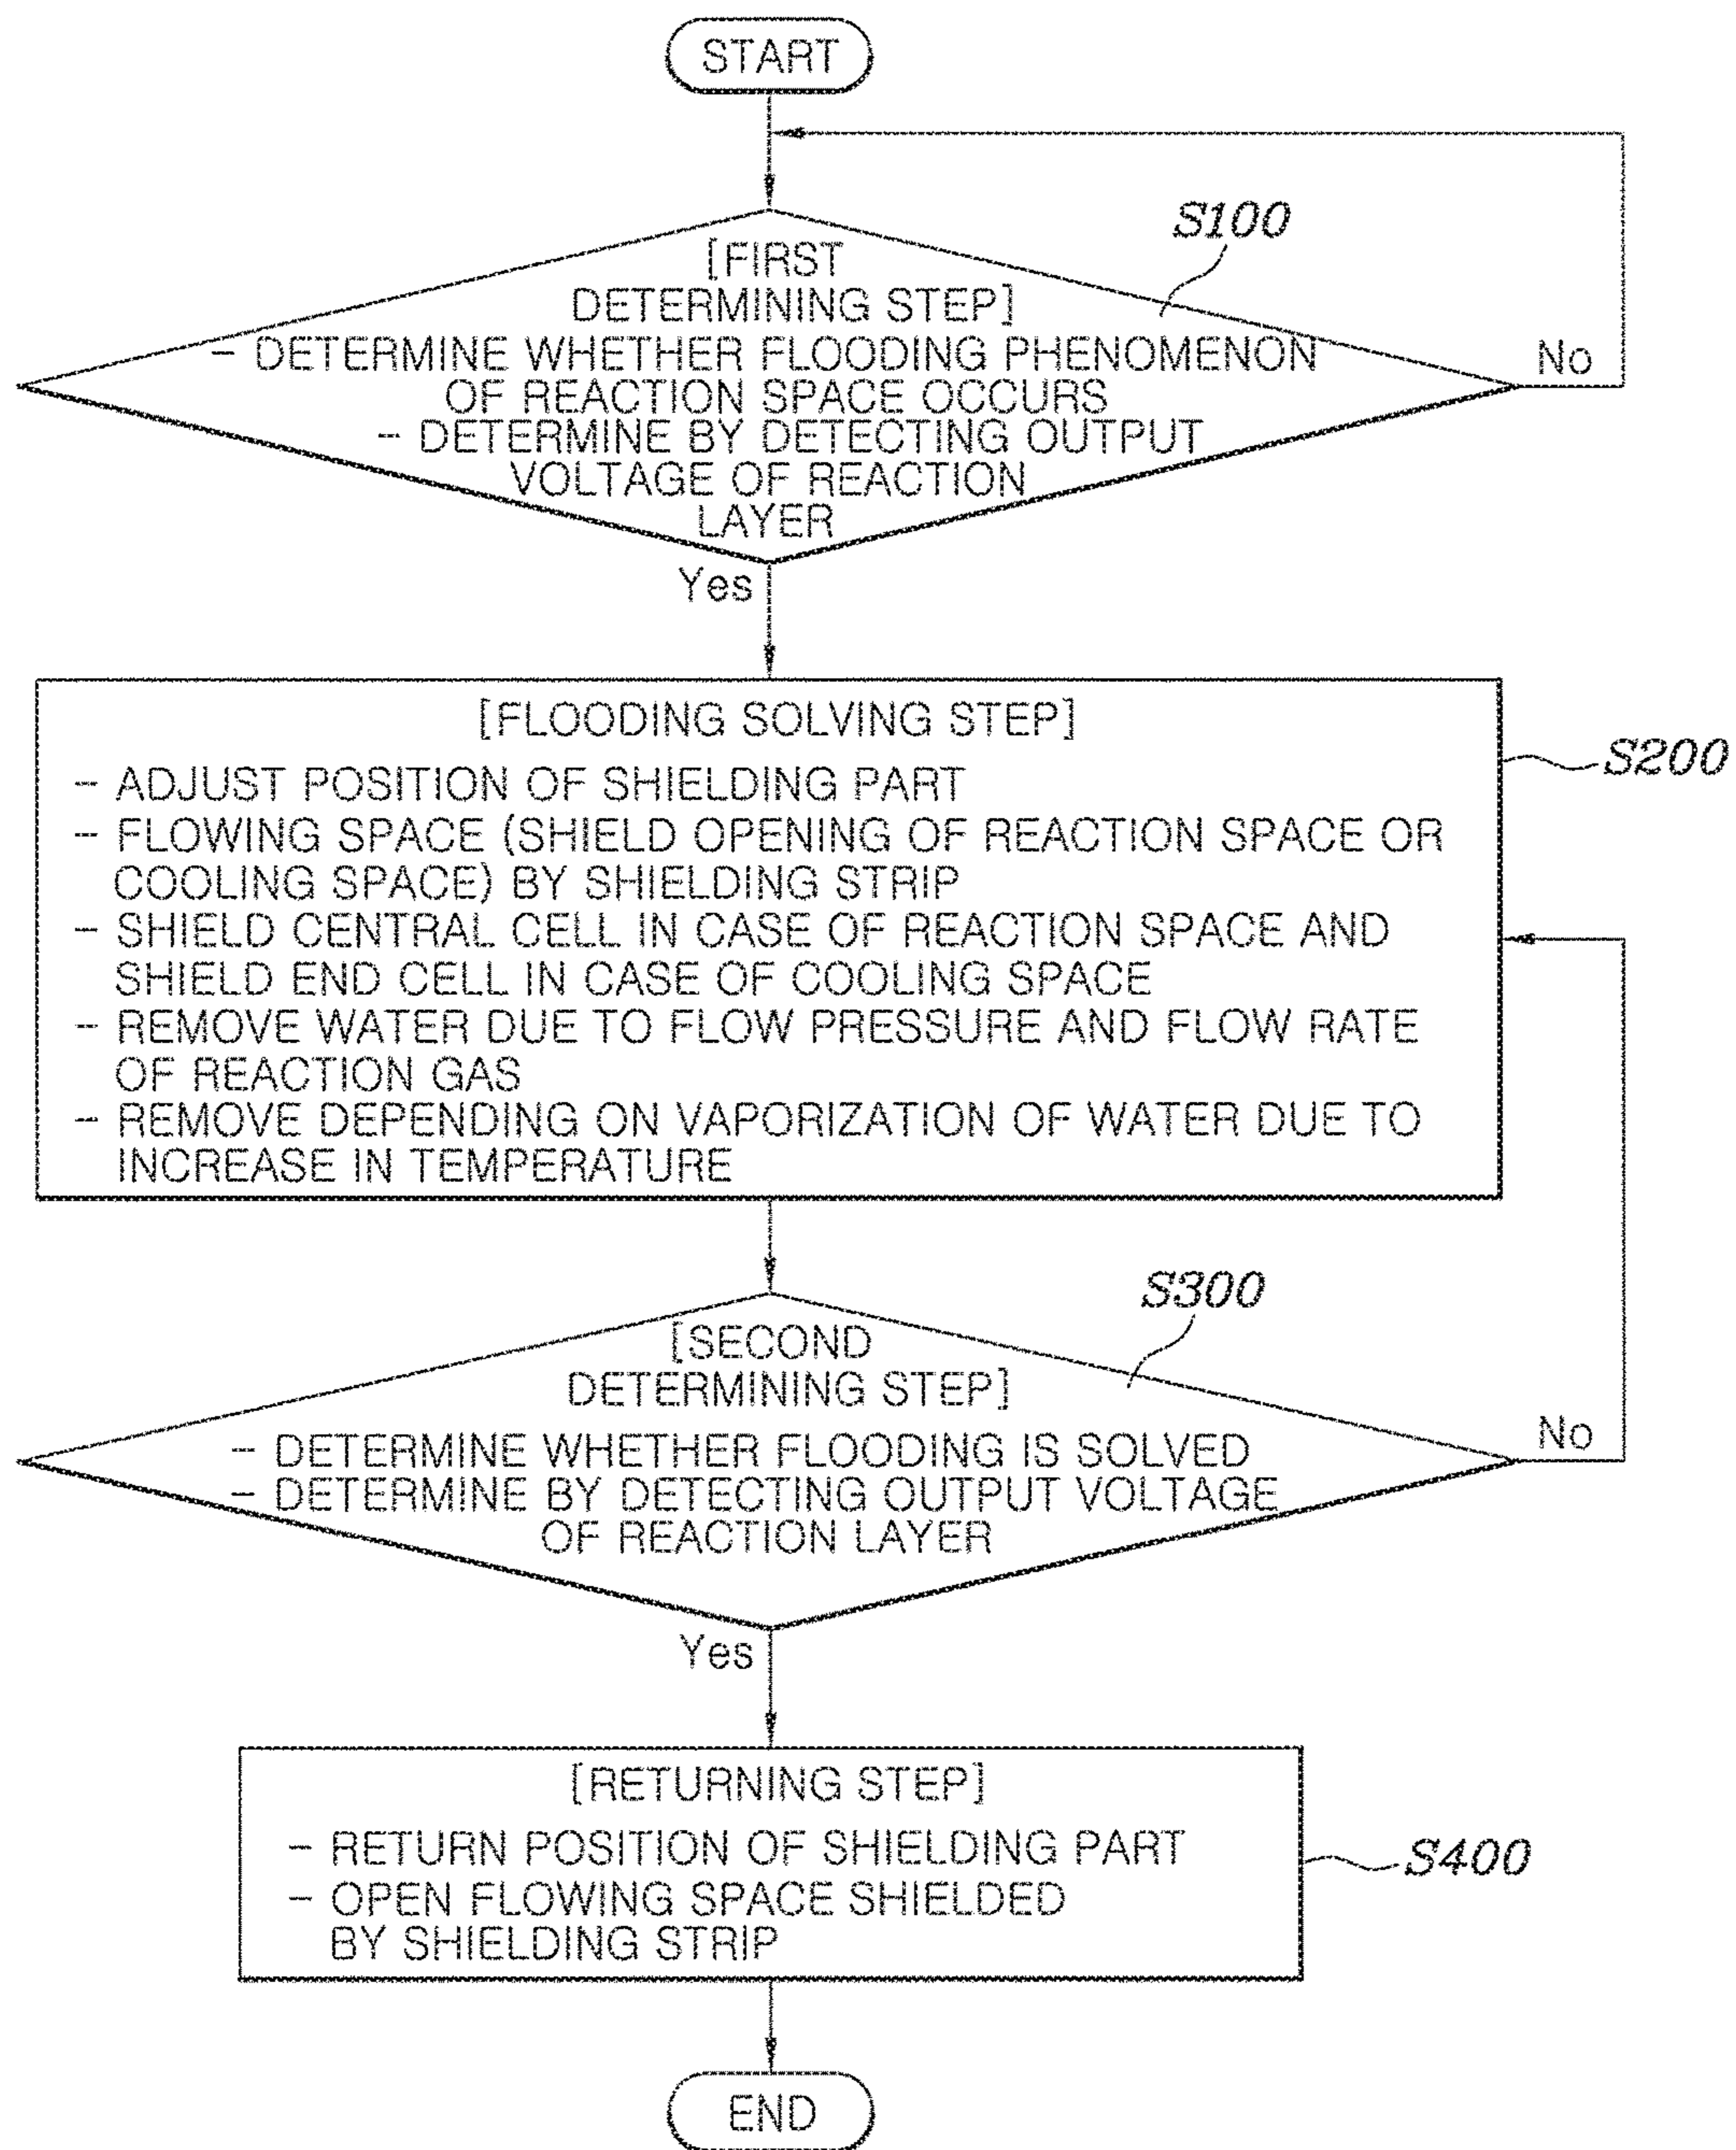 START
S100
[FIRST
DETERMINING STEP]
- DETERMINE WHETHER FLOODING PHENOMENON
OF REACTION SPACE OCCURS
- DETERMINE BY DETECTING OUTPUT
VOLTAGE OF REACTION
LAYER
No
Yes
[FLOODING SOLVING STEP]
S200
- ADJUST POSITION OF SHIELDING PART
- FLOWING SPACE (SHIELD OPENING OF REACTION SPACE OR
COOLING SPACE) BY SHIELDING STRIP
- SHIELD CENTRAL CELL IN CASE OF REACTION SPACE AND
SHIELD END CELL IN CASE OF COOLING SPACE
- REMOVE WATER DUE TO FLOW PRESSURE AND FLOW RATE
OF REACTION GAS
- REMOVE DEPENDING ON VAPORIZATION OF WATER DUE TO
INCREASE IN TEMPERATURE
S300
[SECOND
DETERMINING STEP]
- DETERMINE WHETHER FLOODING IS SOLVED
- DETERMINE BY DETECTING OUTPUT VOLTAGE
OF REACTION LAYER
No
Yes
[RETURNING STEP]
- RETURN POSITION OF SHIELDING PART
S400
- OPEN FLOWING SPACE SHIELDED
BY SHIELDING STRIP
END